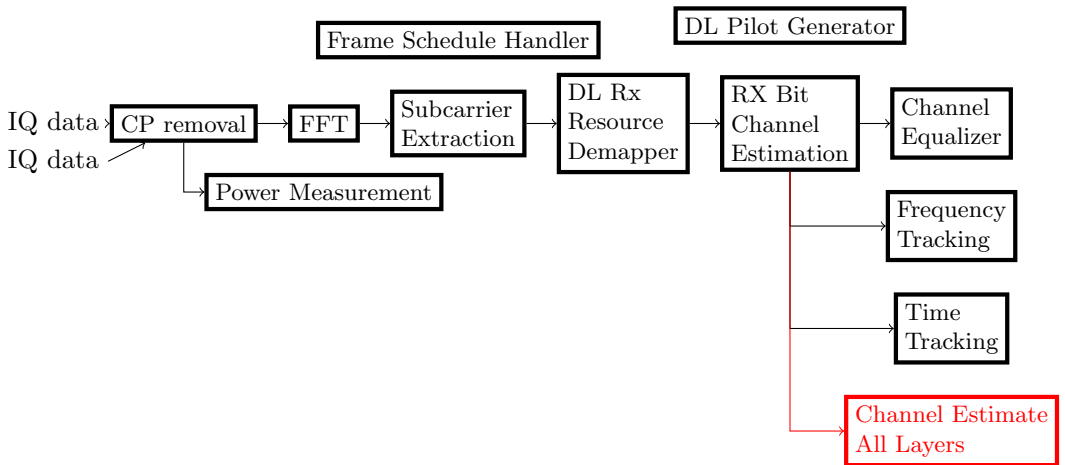 DL Pilot Generator
Frame Schedule Handler
IQ data
IQ data
CP removal
FFT
Subcarrier
Extraction
DL Rx
Resource
Demapper
RX Bit
Channel
Estimation
Channel
Equalizer
Power Measurement
Frequency
Tracking
Time
Tracking
Channel Estimate
All Layers